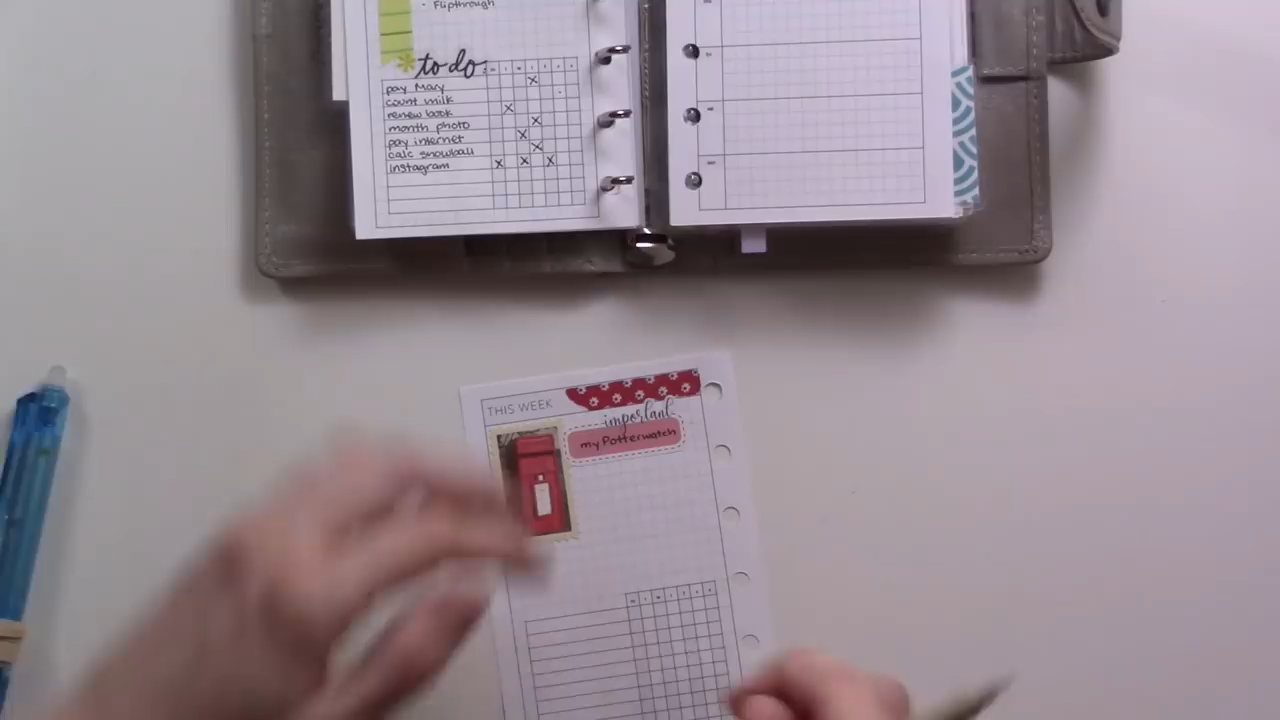 • Flipthrough
to do:
pay Mary
count milk
renew book
month photo
pay internet
calc snowball
instagram
THIS WEEK
important
my Potterwatch